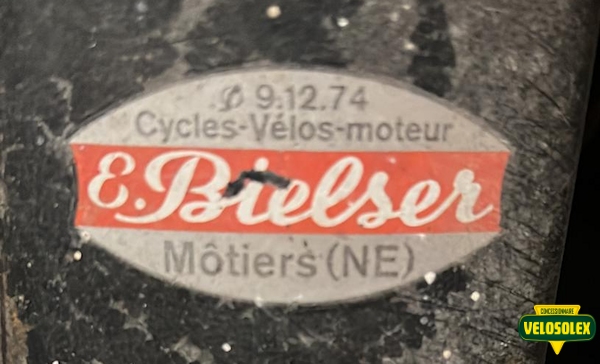 9.12.74
Cycles-Vélos-moteur
E. Bielser
Môtiers (NE)
CONCESSIONNAIRE
VELOSOLEX